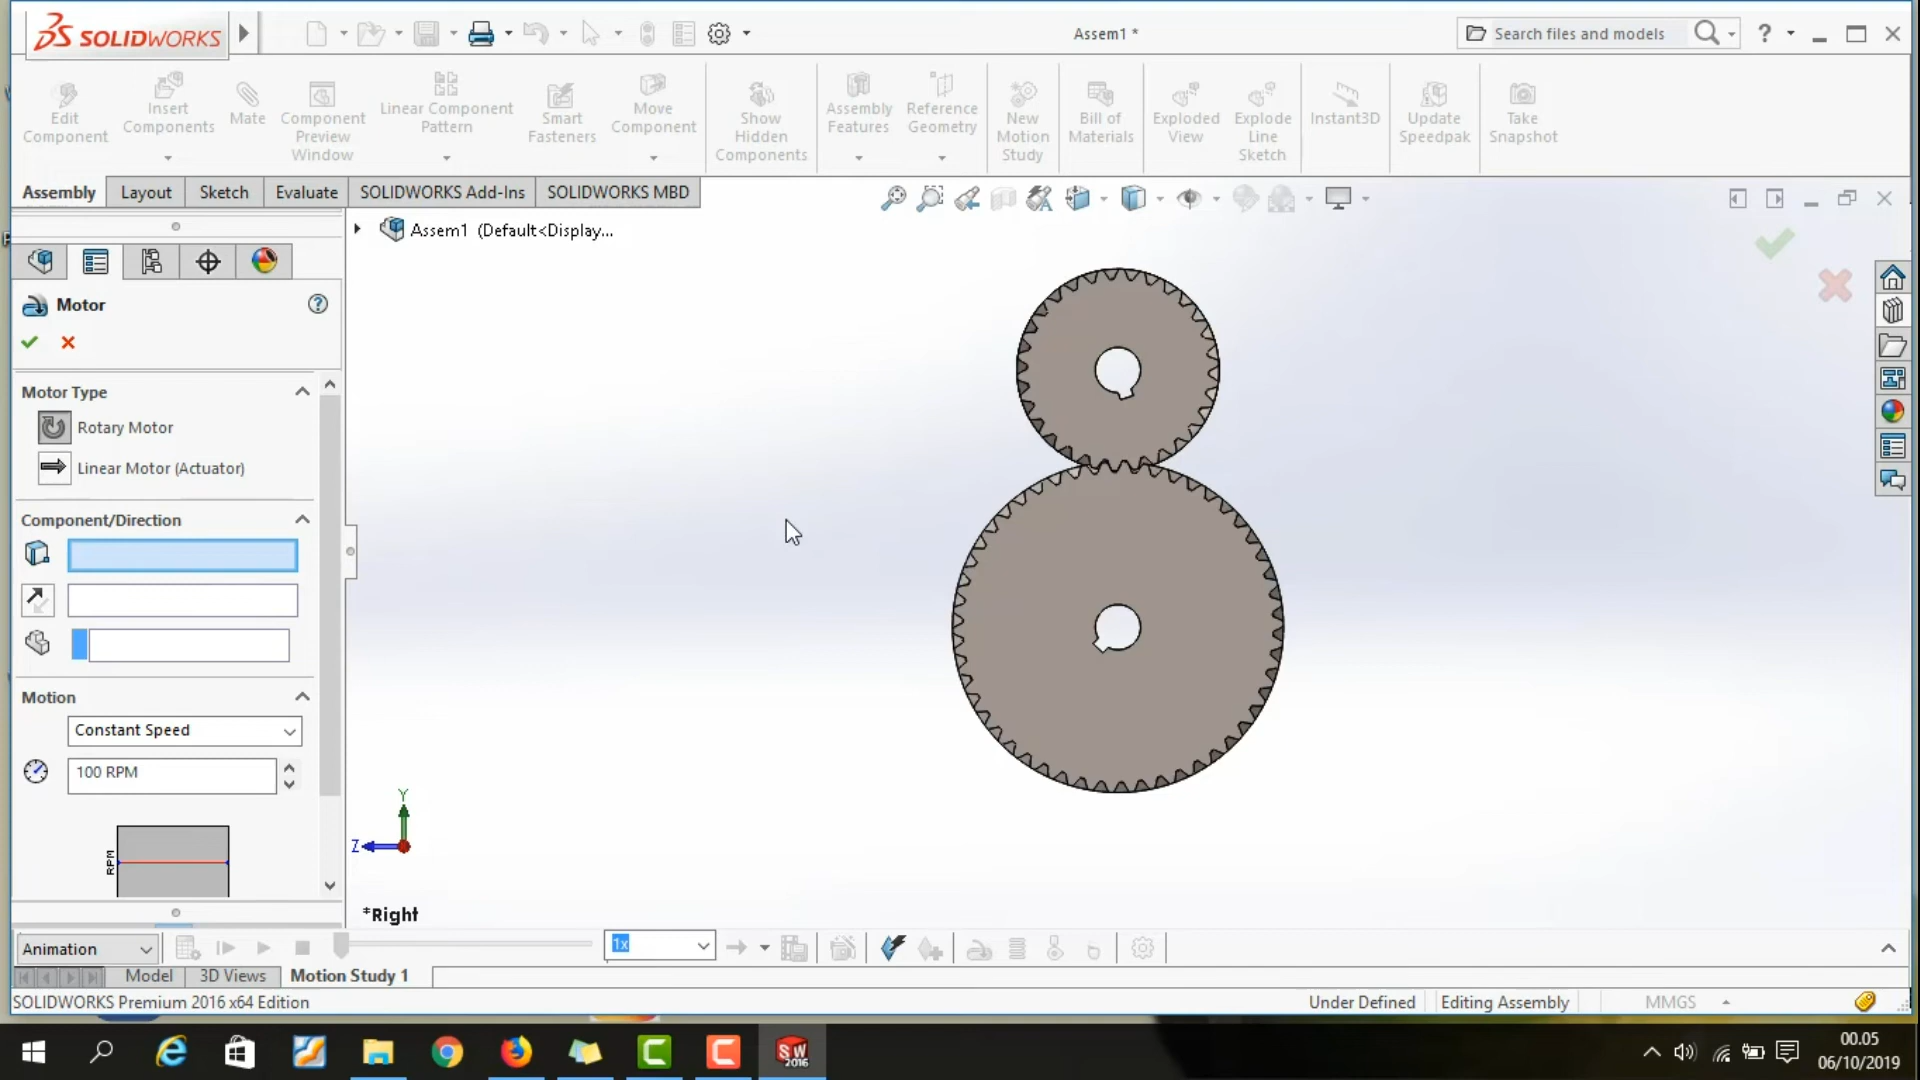 SOLIDWORKS
Assem1 *
Search files and models
?
Edit
Component
Insert
Components
Mate
Component
Preview
Window
Linear Component
Pattern
Smart
Fasteners
Move
Component
Show
Hidden
Components
Assembly
Features
Reference
Geometry
New
Motion
Study
Bill of
Materials
Exploded
View
Explode
Line
Sketch
Instant3D
Update
Speedpak
Take
Snapshot
Assembly
Layout
Sketch
Evaluate
SOLIDWORKS Add-Ins
SOLIDWORKS MBD
Assem1 (Default<Display...
Motor
?
Motor Type
Rotary Motor
Linear Motor (Actuator)
Component/Direction
Motion
Constant Speed
100 RPM
RPM
Y
Z
*Right
Animation
1x
Model
3D Views
Motion Study 1
SOLIDWORKS Premium 2016 x64 Edition
Under Defined
Editing Assembly
MMGS
SW
2016
00.05
06/10/2019